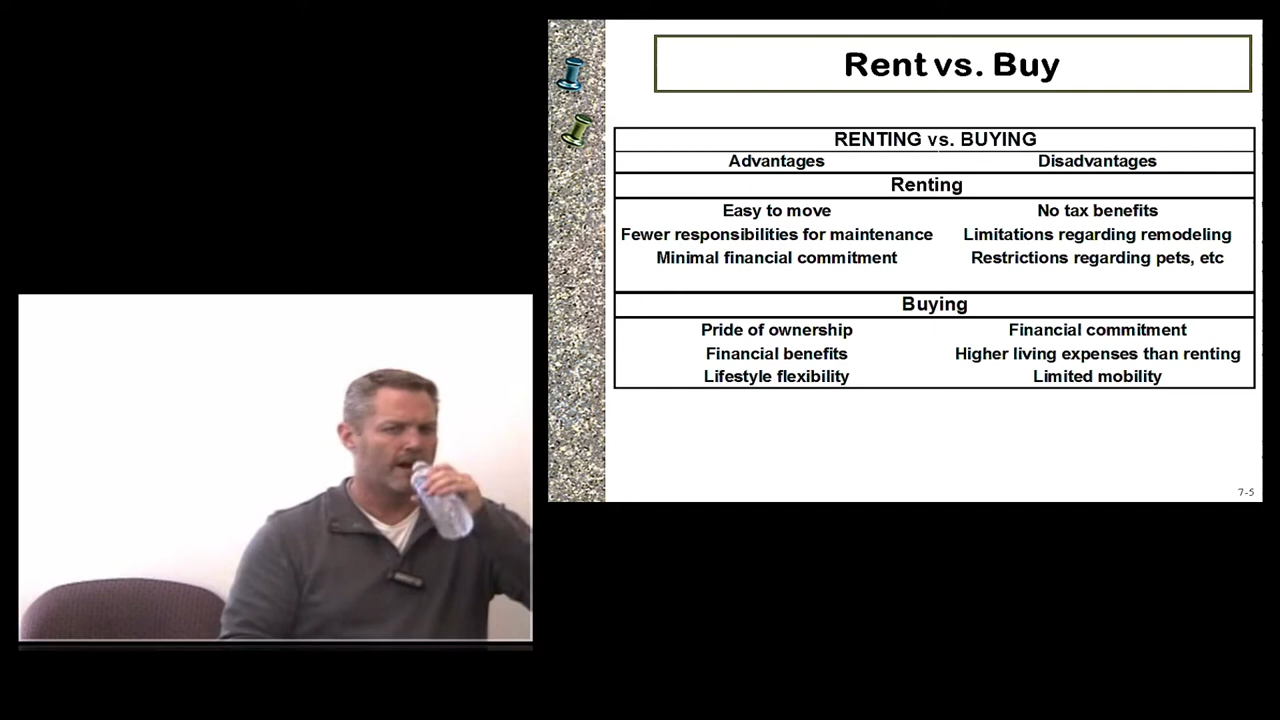 Rent vs. Buy
RENTING vs. BUYING
Advantages Disadvantages
Renting
Easy to move No tax benefits
Fewer responsibilities for maintenance Limitations regarding remodeling
Minimal financial commitment Restrictions regarding pets, etc
Buying
Pride of ownership Financial commitment
Financial benefits Higher living expenses than renting
Lifestyle flexibility Limited mobility
7-5